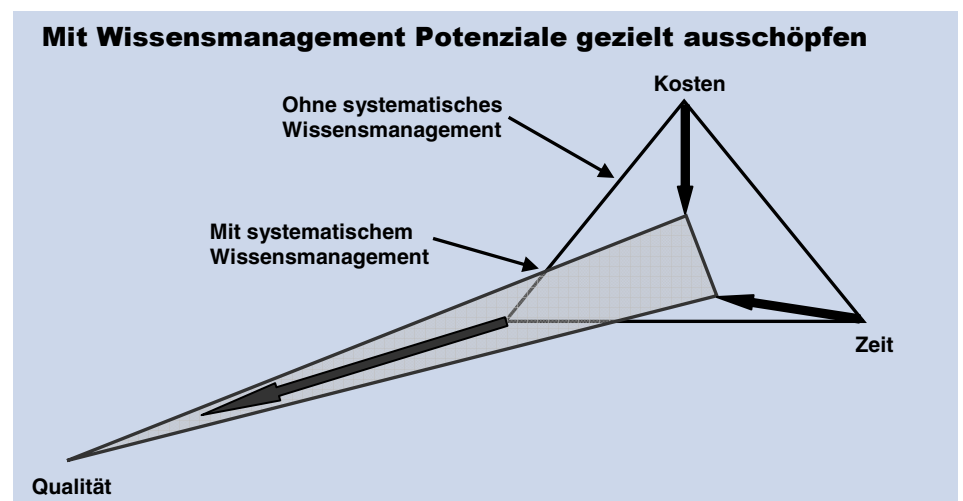 Mit Wissensmanagement Potenziale gezielt ausschöpfen
Kosten
Ohne systematisches
Wissensmanagement
Mit systematischem
Wissensmanagement
Zeit
Qualität